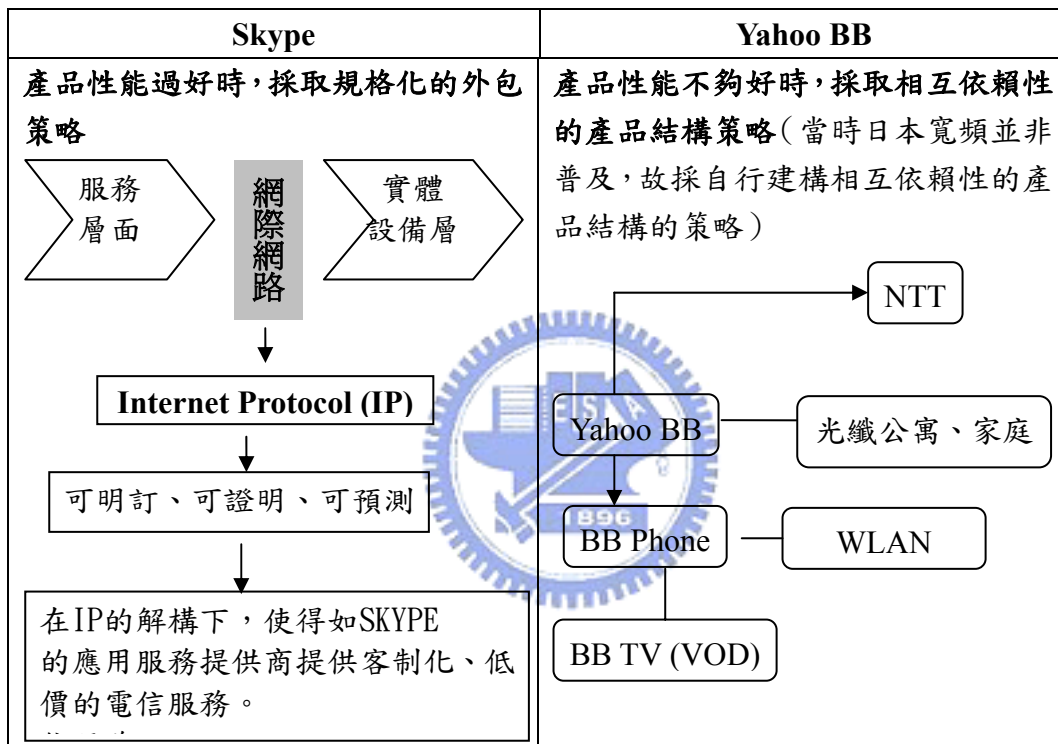 Skype
Yahoo BB
產品性能過好時，採取規格化的外包
策略
服務
層面
網際網路
實體
設備層
Internet Protocol (IP)
可明訂、可證明、可預測
在IP的解構下，使得如SKYPE
的應用服務提供商提供客制化、低
價的電信服務。
產品性能不夠好時，採取相互依賴性
的產品結構策略（當時日本寬頻並非
普及，故採自行建構相互依賴性的產
品結構的策略）
NTT
Yahoo BB
光纖公寓、家庭
BB Phone
WLAN
BB TV (VOD)
1896